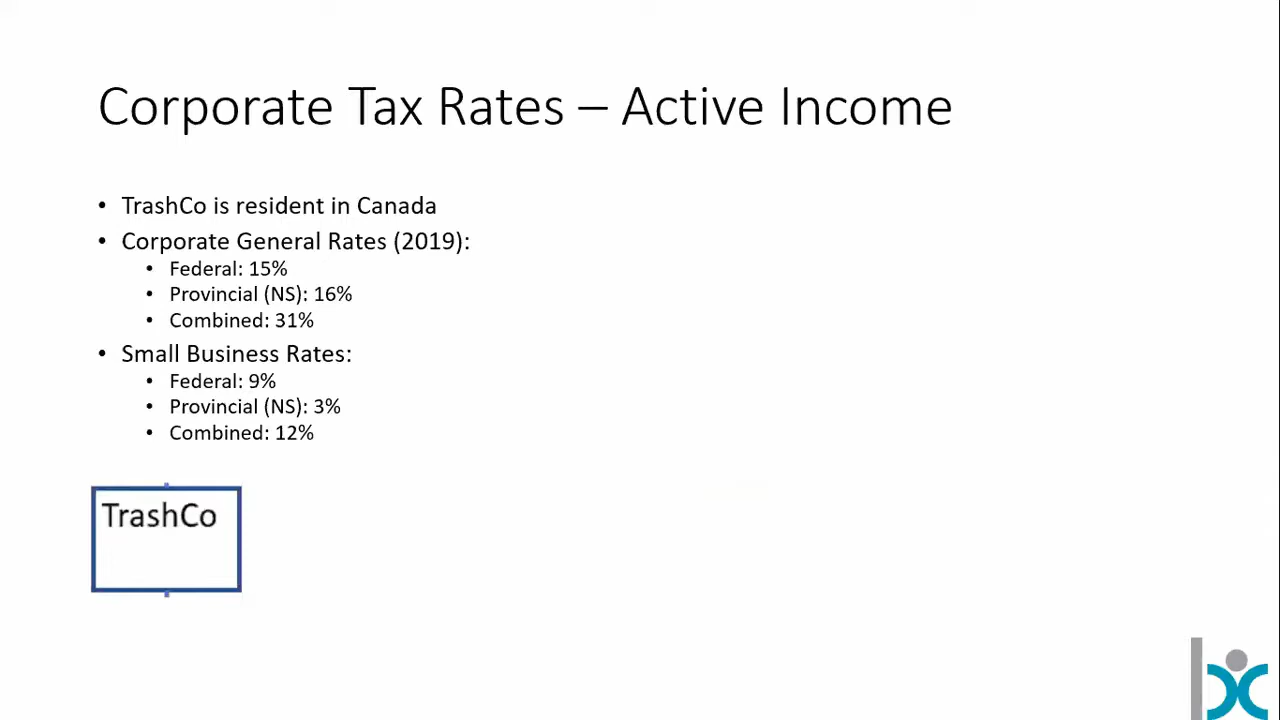 Corporate Tax Rates – Active Income
• TrashCo is resident in Canada
• Corporate General Rates (2019):
• Federal: 15%
• Provincial (NS): 16%
• Combined: 31%
• Small Business Rates:
• Federal: 9%
• Provincial (NS): 3%
• Combined: 12%
TrashCo